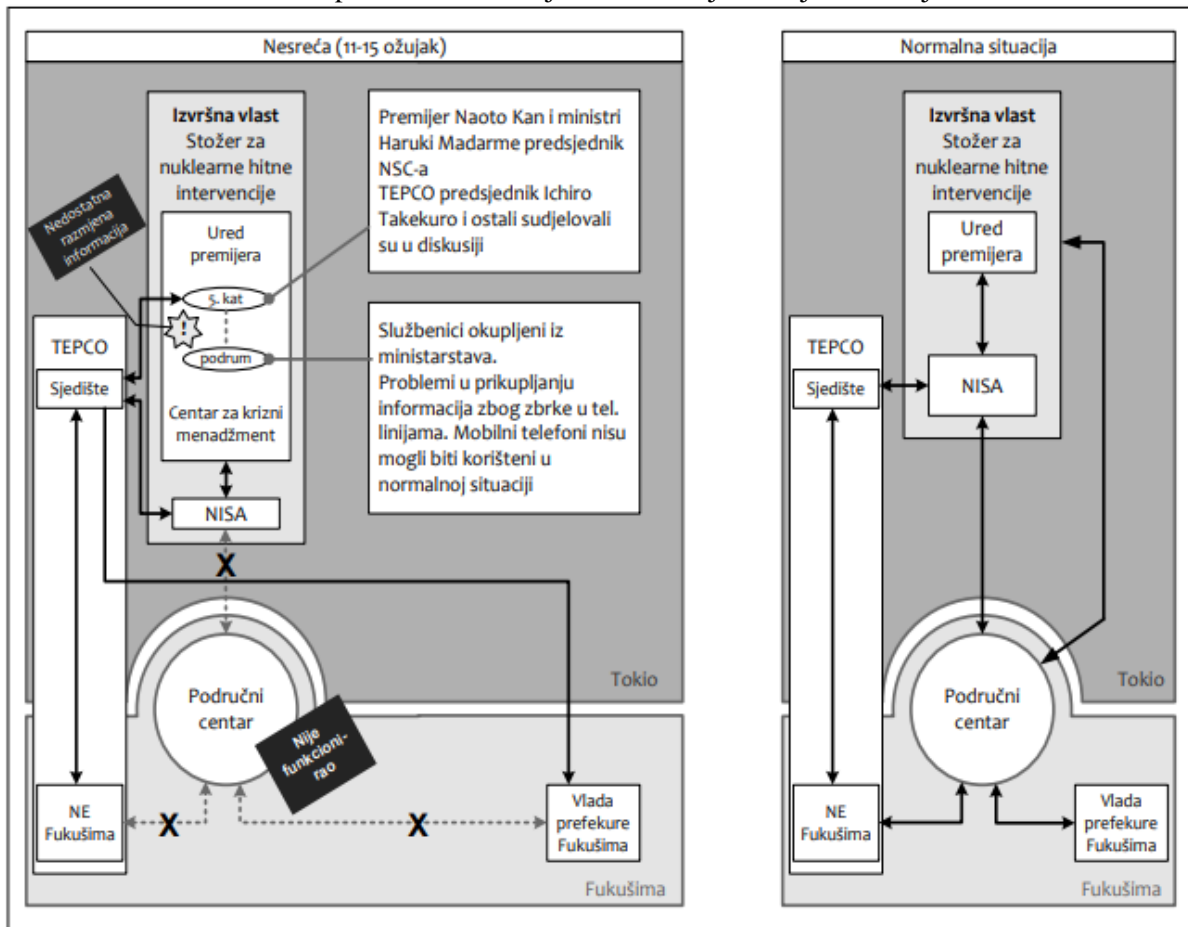 Nesreća (11-15 ožujak)
Izvršna vlast
Stožer za
nuklearne hitne
intervencije
Nedostatna
razmjena
informacija
Ured
premijera
5. kat
!
podrum
Centar za krizni
menadžment
NISA
Premijer Naoto Kan i ministri
Haruki Madarme predsjednik
NSC-a
TEPCO predsjednik Ichiro
Takekuro i ostali sudjelovali
su u diskusiji
Službenici okupljeni iz
ministarstava.
Problemi u prikupljanju
informacija zbog zbrke u tel.
linijama. Mobilni telefoni nisu
mogli biti korišteni u
normalnoj situaciji
TEPCO
Sjedište
X
Tokio
Područni
centar
Nije
funkcioni-
rao
NE
Fukušima
X
X
Vlada
prefekure
Fukušima
Fukušima
Normalna situacija
Izvršna vlast
Stožer za
nuklearne hitne
intervencije
Ured
premijera
TEPCO
Sjedište
NISA
Tokio
Područni
centar
NE
Fukušima
Vlada
prefekure
Fukušima
Fukušima